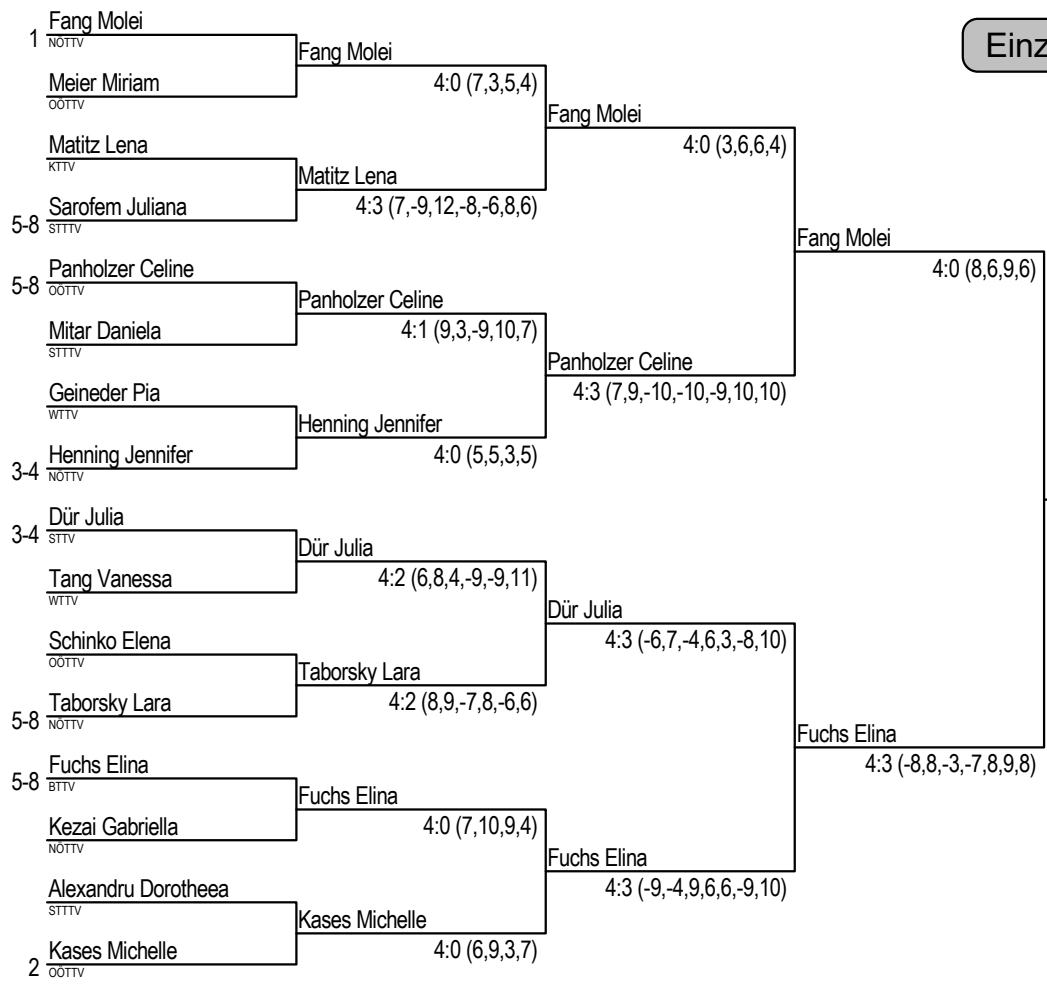 Einz
1 Fang Molei
NÖTTV
Meier Miriam
OÖTTV
Matitz Lena
KTTV
5-8 Sarofem Juliana
STTTV
5-8 Panholzer Celine
OÖTTV
Mitar Daniela
STTTV
Geineder Pia
WTTV
3-4 Henning Jennifer
NÖTTV
3-4 Dür Julia
STTV
Tang Vanessa
WTTV
Schinko Elena
OÖTTV
5-8 Taborsky Lara
NÖTTV
5-8 Fuchs Elina
BTTV
Kezai Gabriella
NÖTTV
Alexandru Dorotheea
STTTV
2 Kases Michelle
OÖTTV
Fang Molei
4:0 (7,3,5,4)
Matitz Lena
4:3 (7,-9,12,-8,-6,8,6)
Panholzer Celine
4:1 (9,3,-9,10,7)
Henning Jennifer
4:0 (5,5,3,5)
Dür Julia
4:2 (6,8,4,-9,-9,11)
Taborsky Lara
4:2 (8,9,-7,8,-6,6)
Fuchs Elina
4:0 (7,10,9,4)
Kases Michelle
4:0 (6,9,3,7)
Fang Molei
4:0 (3,6,6,4)
Panholzer Celine
4:3 (7,9,-10,-10,-9,10,10)
Dür Julia
4:3 (-6,7,-4,6,3,-8,10)
Fuchs Elina
4:3 (-9,-4,9,6,6,-9,10)
Fang Molei
4:0 (8,6,9,6)
Fuchs Elina
4:3 (-8,8,-3,-7,8,9,8)